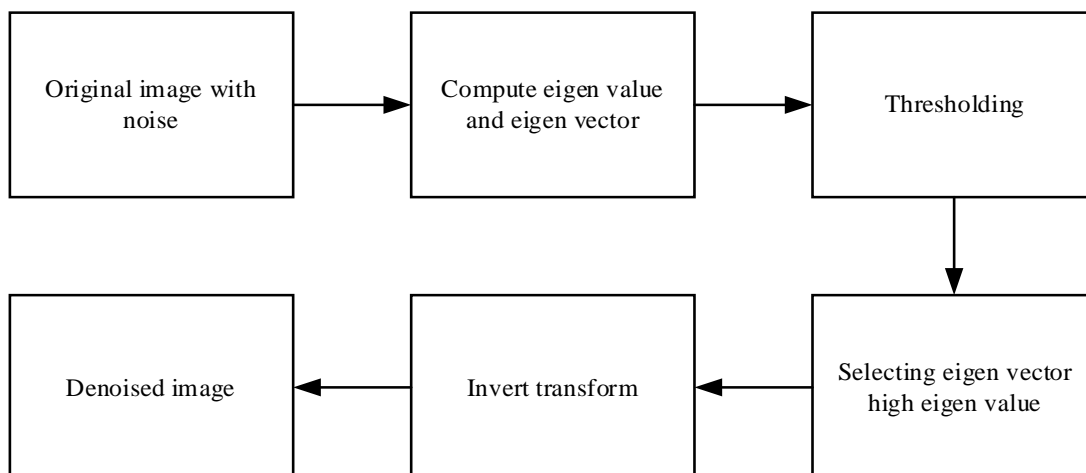 Original image with
noise
Compute eigen value
and eigen vector
Thresholding
Selecting eigen vector
high eigen value
Invert transform
Denoised image